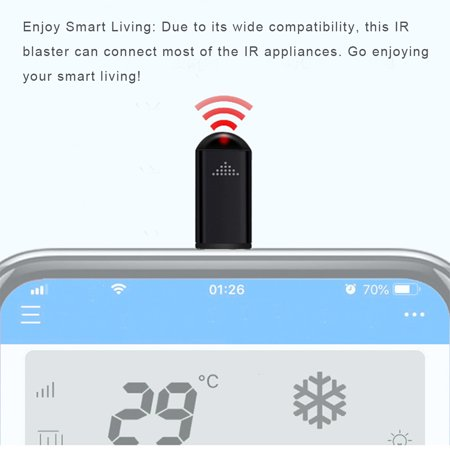 Enjoy Smart Living: Due to its wide compatibility, this IR
blaster can connect most of the IR appliances. Go enjoying
your smart living!
01:26
70%
29°C